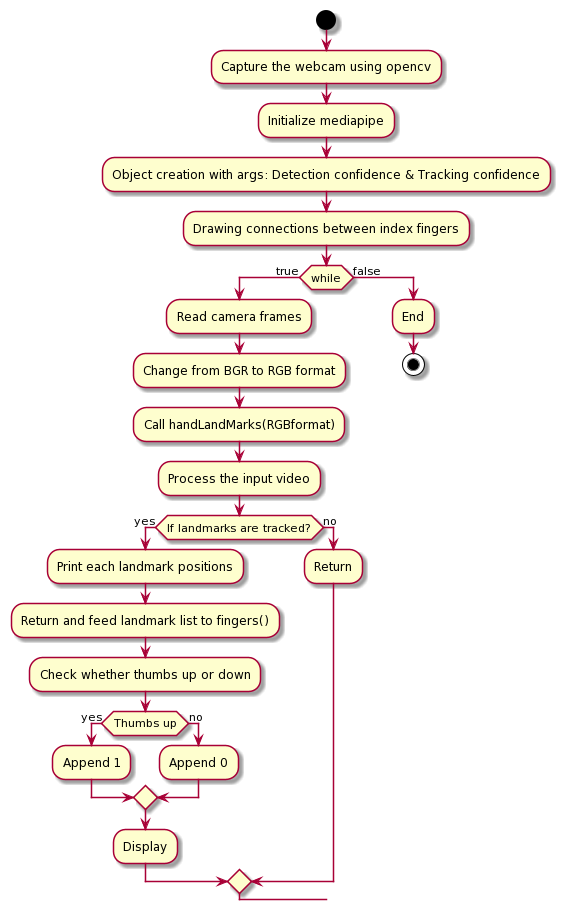 Capture the webcam using opencv
Initialize mediapipe
Object creation with args: Detection confidence & Tracking confidence
Drawing connections between index fingers
true
while
false
Read camera frames
End
Change from BGR to RGB format
Call handLandMarks(RGBformat)
Process the input video
yes
If landmarks are tracked?
no
Print each landmark positions
Return
Return and feed landmark list to fingers()
Check whether thumbs up or down
yes
Thumbs up
no
Append 1
Append 0
Display